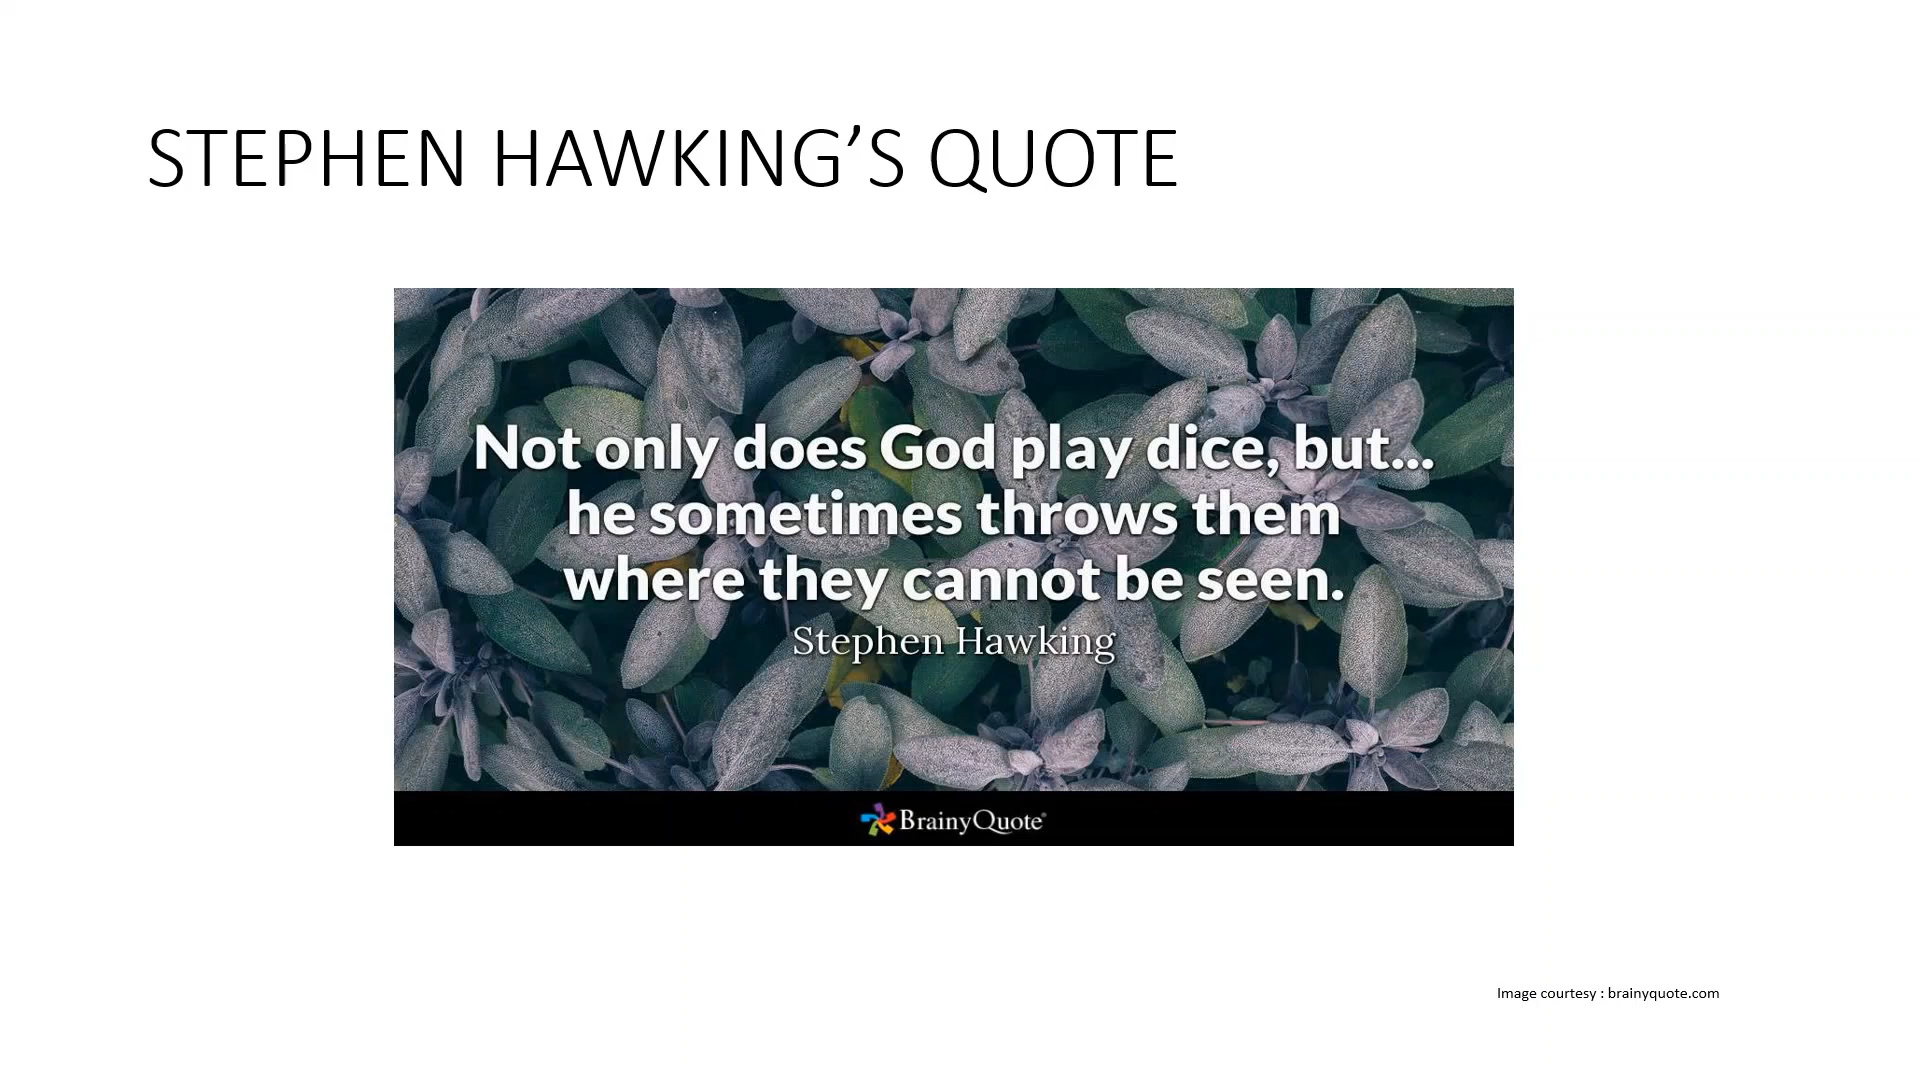 STEPHEN HAWKING’S QUOTE
Not only does God play dice, but...
he sometimes throws them
where they cannot be seen.
Stephen Hawking
BrainyQuote®
Image courtesy : brainyquote.com